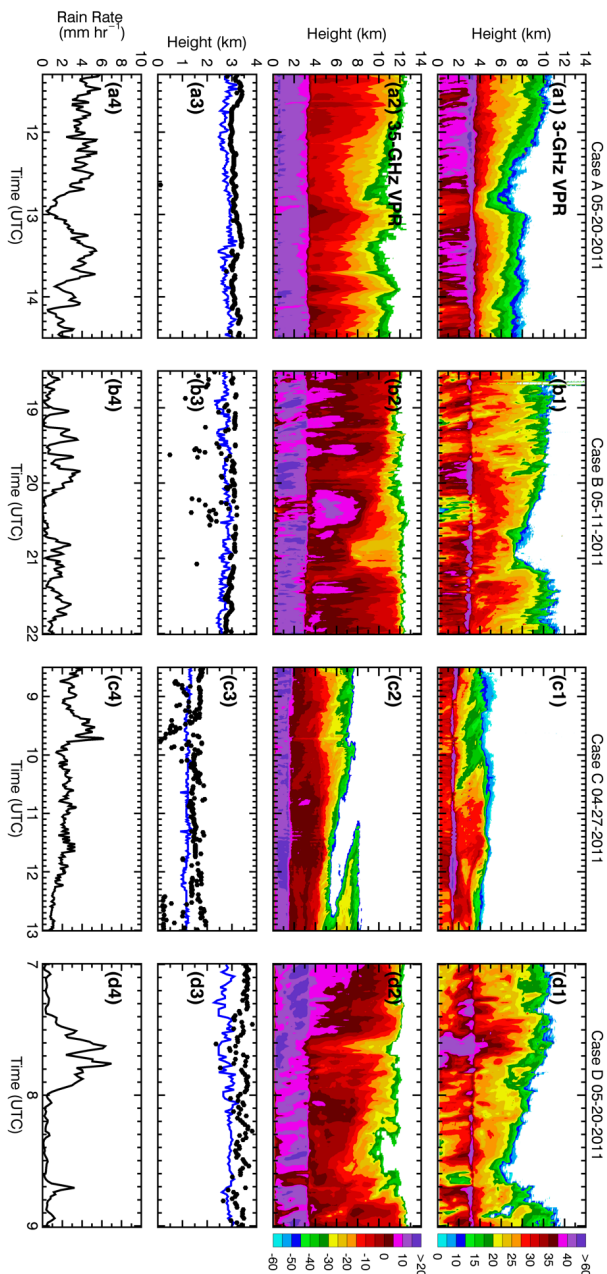 Case A 05-20-2011
Case B 05-11-2011
Case C 04-27-2011
Case D 05-20-2011
Height (km)
14
12
10
8
6
4
2
0
(a1) 3-GHz VPR
(b1)
(c1)
(d1)
>60
40
35
30
25
20
15
10
5
0
Height (km)
14
12
10
8
6
4
2
0
(a2) 35-GHz VPR
(b2)
(c2)
(d2)
>20
10
0
-10
-20
-30
-40
-50
-60
Height (km)
4
3
2
1
0
(a3)
(b3)
(c3)
(d3)
Rain Rate
(mm hr⁻¹)
10
8
6
4
2
0
(a4)
(b4)
(c4)
(d4)
12 13 14
19 20 21 22
9 10 11 12 13
7 8 9
Time (UTC)
Time (UTC)
Time (UTC)
Time (UTC)